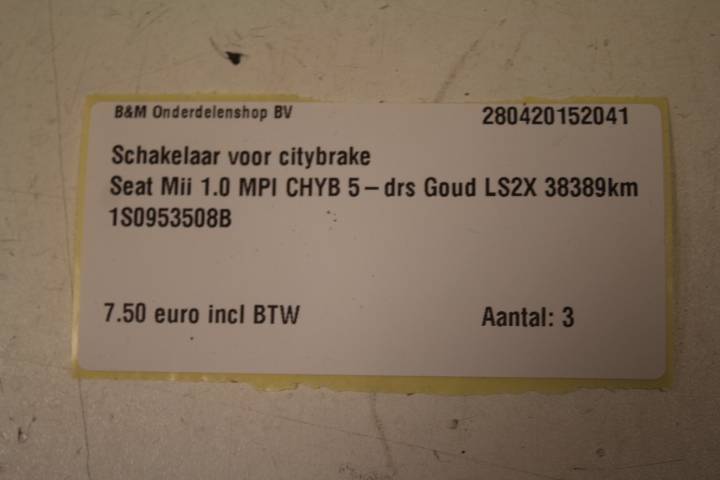 B&M Onderdelenshop BV 280420152041
Schakelaar voor citybrake
Seat Mii 1.0 MPI CHYB 5-drs Goud LS2X 38389km
1S0953508B
7.50 euro incl BTW Aantal: 3